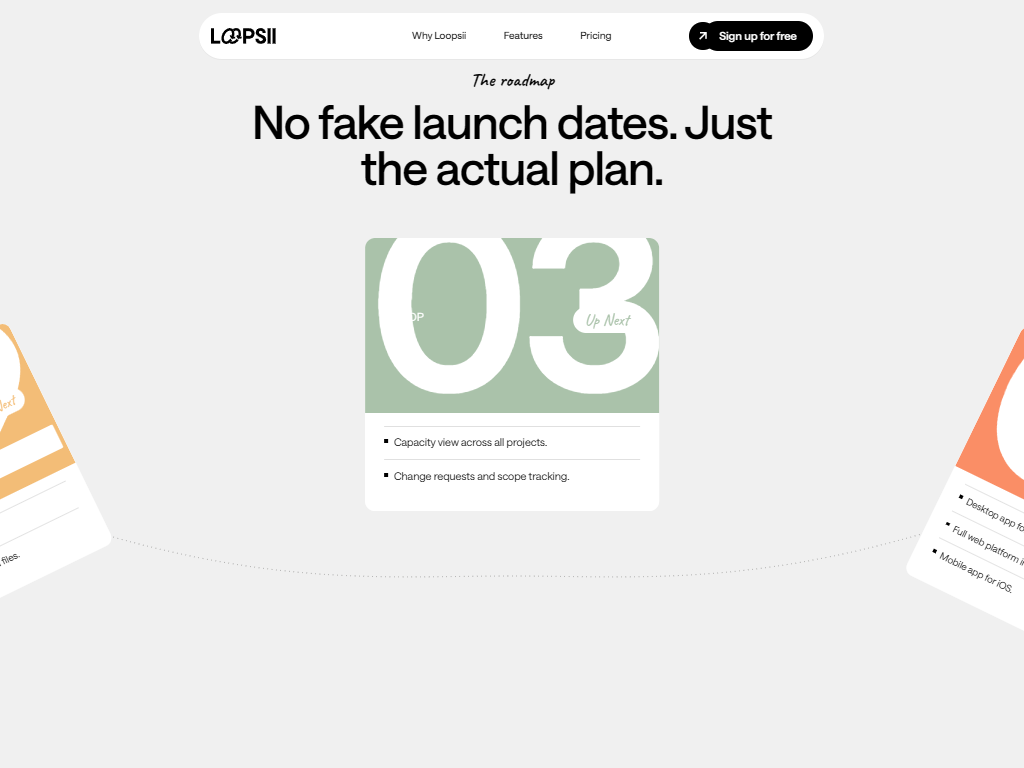 LOOPSII
Why Loopsii
Features
Pricing
Sign up for free
The roadmap
No fake launch dates. Just
the actual plan.
03
Up Next
Capacity view across all projects.
Change requests and scope tracking.
files.
Desktop app
Full web platform
Mobile app for iOS.